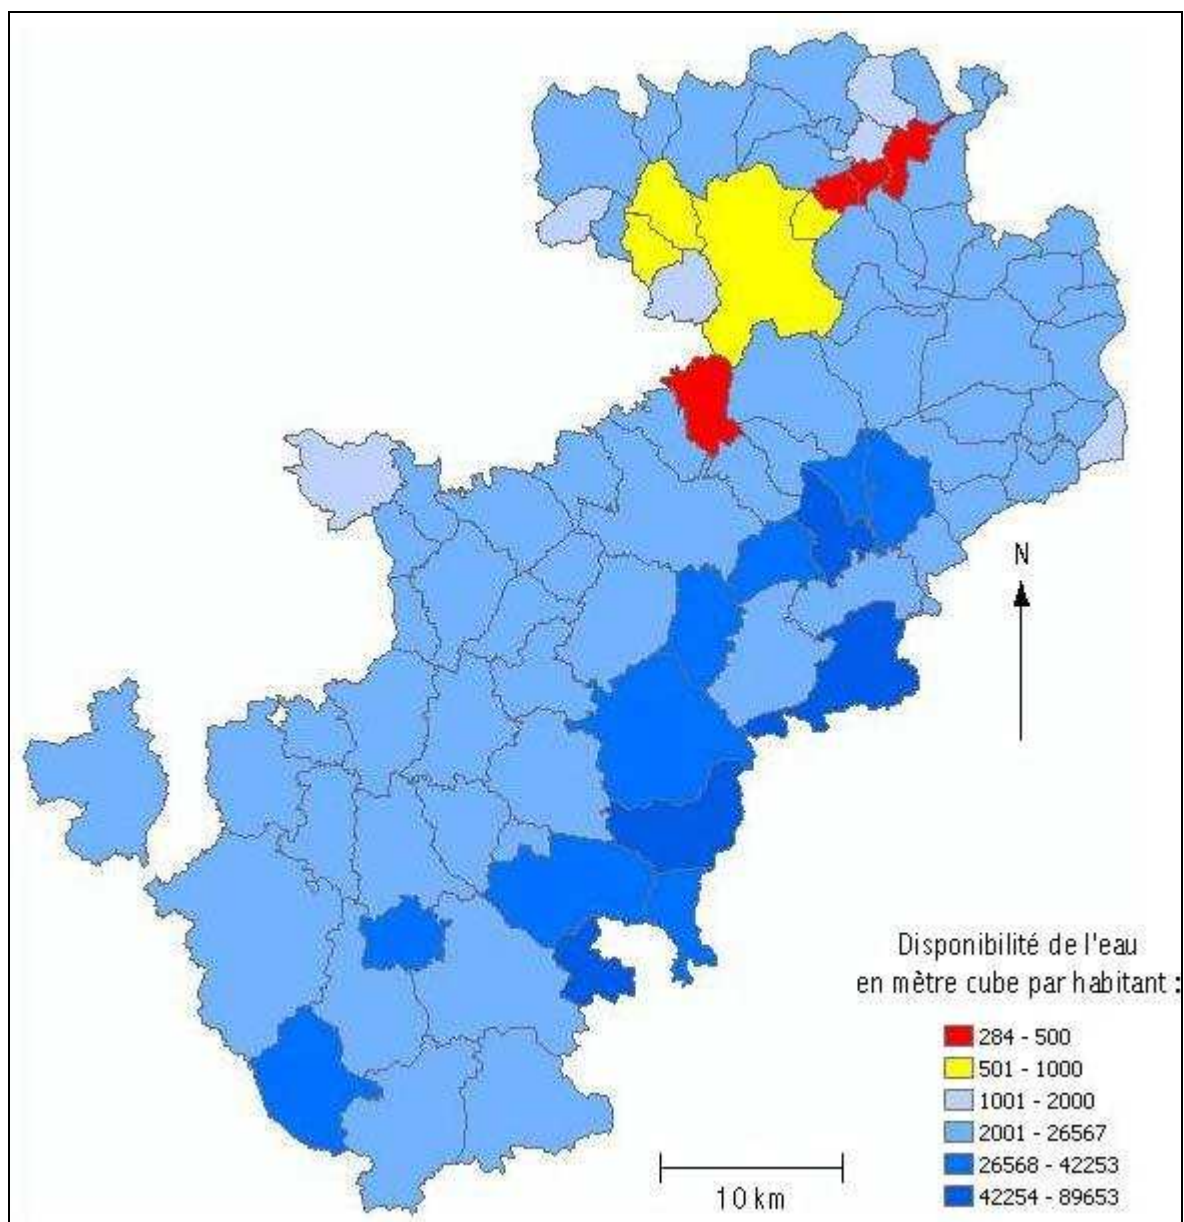 N
Disponibilité de l'eau
en mètre cube par habitant :
284 - 500
501 - 1000
1001 - 2000
2001 - 26567
26568 - 42253
42254 - 89653
10 km